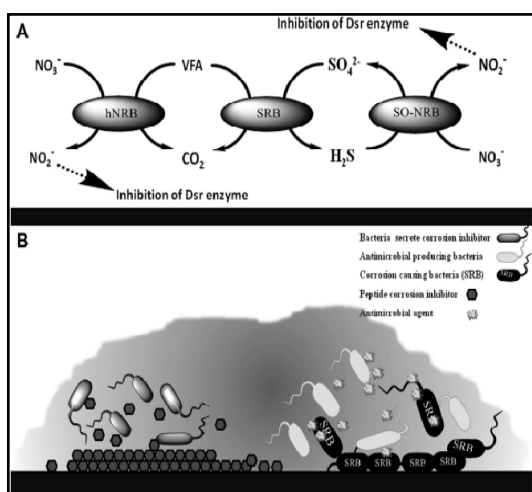 A
Inhibition of Dsr enzyme
NO₃⁻ VFA SO₄²⁻ NO₂⁻
hNRB SRB SO-NRB
NO₂⁻ CO₂ H₂S NO₃⁻
Inhibition of Dsr enzyme
B
Bacteria secrete corrosion inhibitor
Antimicrobial producing bacteria
Corrosion causing bacteria (SRB) SRB
Peptide corrosion inhibitor
Antimicrobial agent
SRB SRB
SRB
SRB SRB SRB SRB